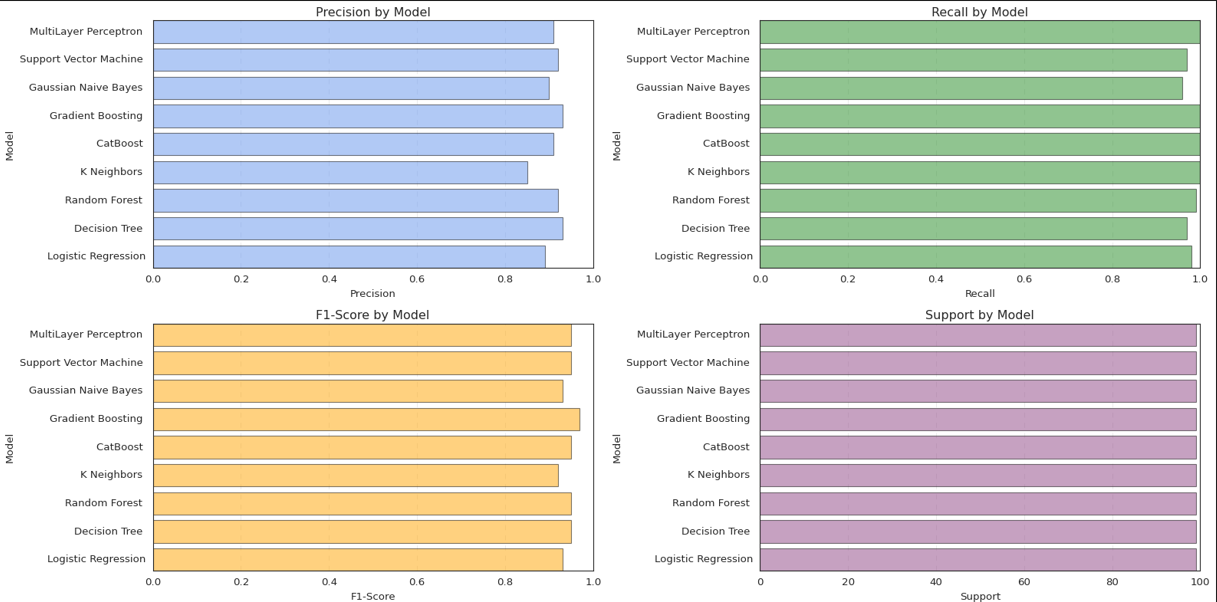 Precision by Model
MultiLayer Perceptron
Support Vector Machine
Gaussian Naive Bayes
Gradient Boosting
CatBoost
K Neighbors
Random Forest
Decision Tree
Logistic Regression
Model
0.0 0.2 0.4 0.6 0.8 1.0
Precision
Recall by Model
MultiLayer Perceptron
Support Vector Machine
Gaussian Naive Bayes
Gradient Boosting
CatBoost
K Neighbors
Random Forest
Decision Tree
Logistic Regression
Model
0.0 0.2 0.4 0.6 0.8 1.0
Recall
F1-Score by Model
MultiLayer Perceptron
Support Vector Machine
Gaussian Naive Bayes
Gradient Boosting
CatBoost
K Neighbors
Random Forest
Decision Tree
Logistic Regression
Model
0.0 0.2 0.4 0.6 0.8 1.0
F1-Score
Support by Model
MultiLayer Perceptron
Support Vector Machine
Gaussian Naive Bayes
Gradient Boosting
CatBoost
K Neighbors
Random Forest
Decision Tree
Logistic Regression
Model
0 20 40 60 80 100
Support